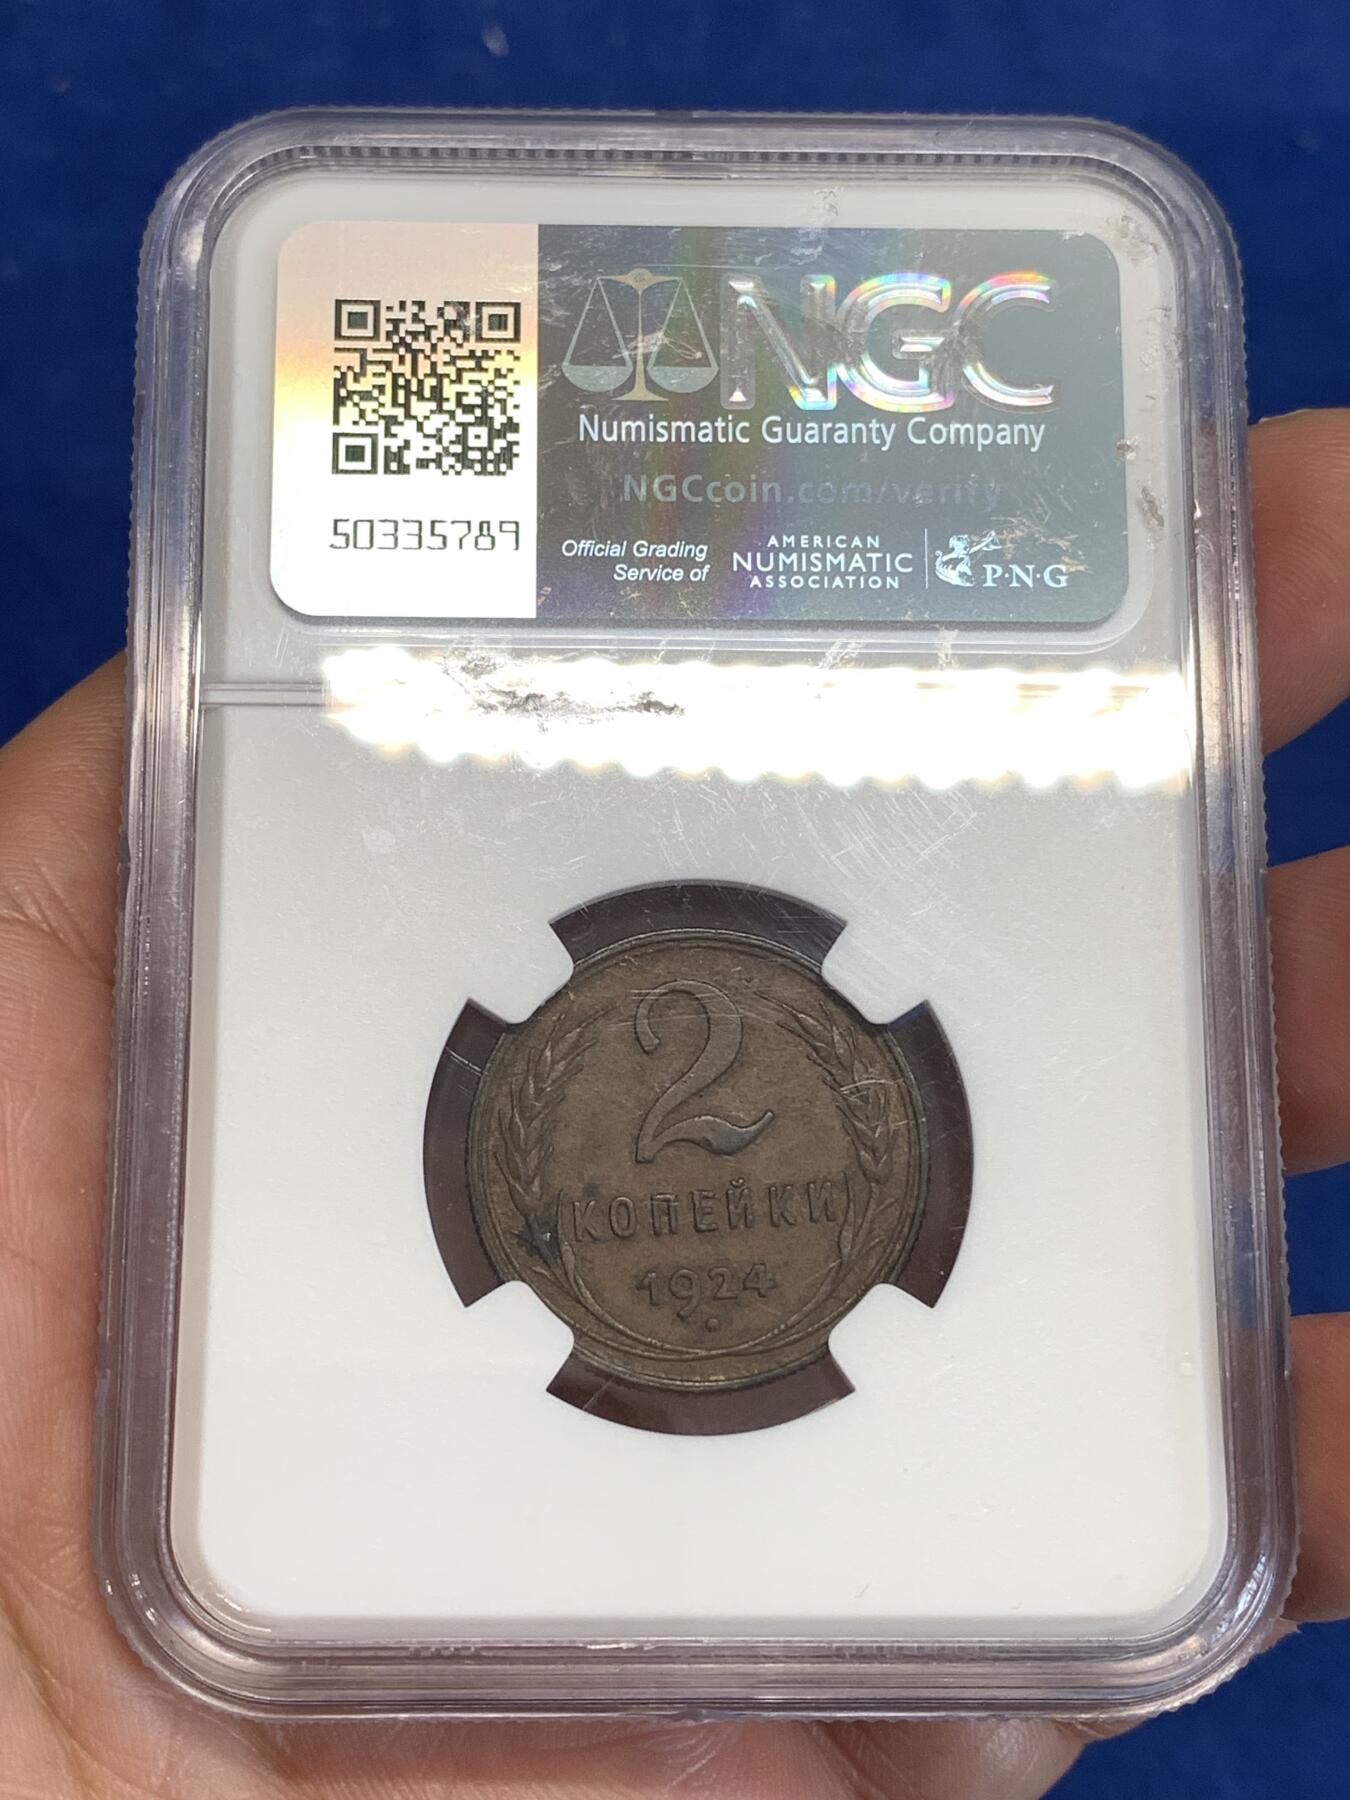 NGC
Numismatic Guaranty Company
NGCcoin.com/verify
50335789
Official Grading
Service of
AMERICAN
NUMISMATIC
ASSOCIATION
P·N·G
2
КОПЕЙКИ
1924